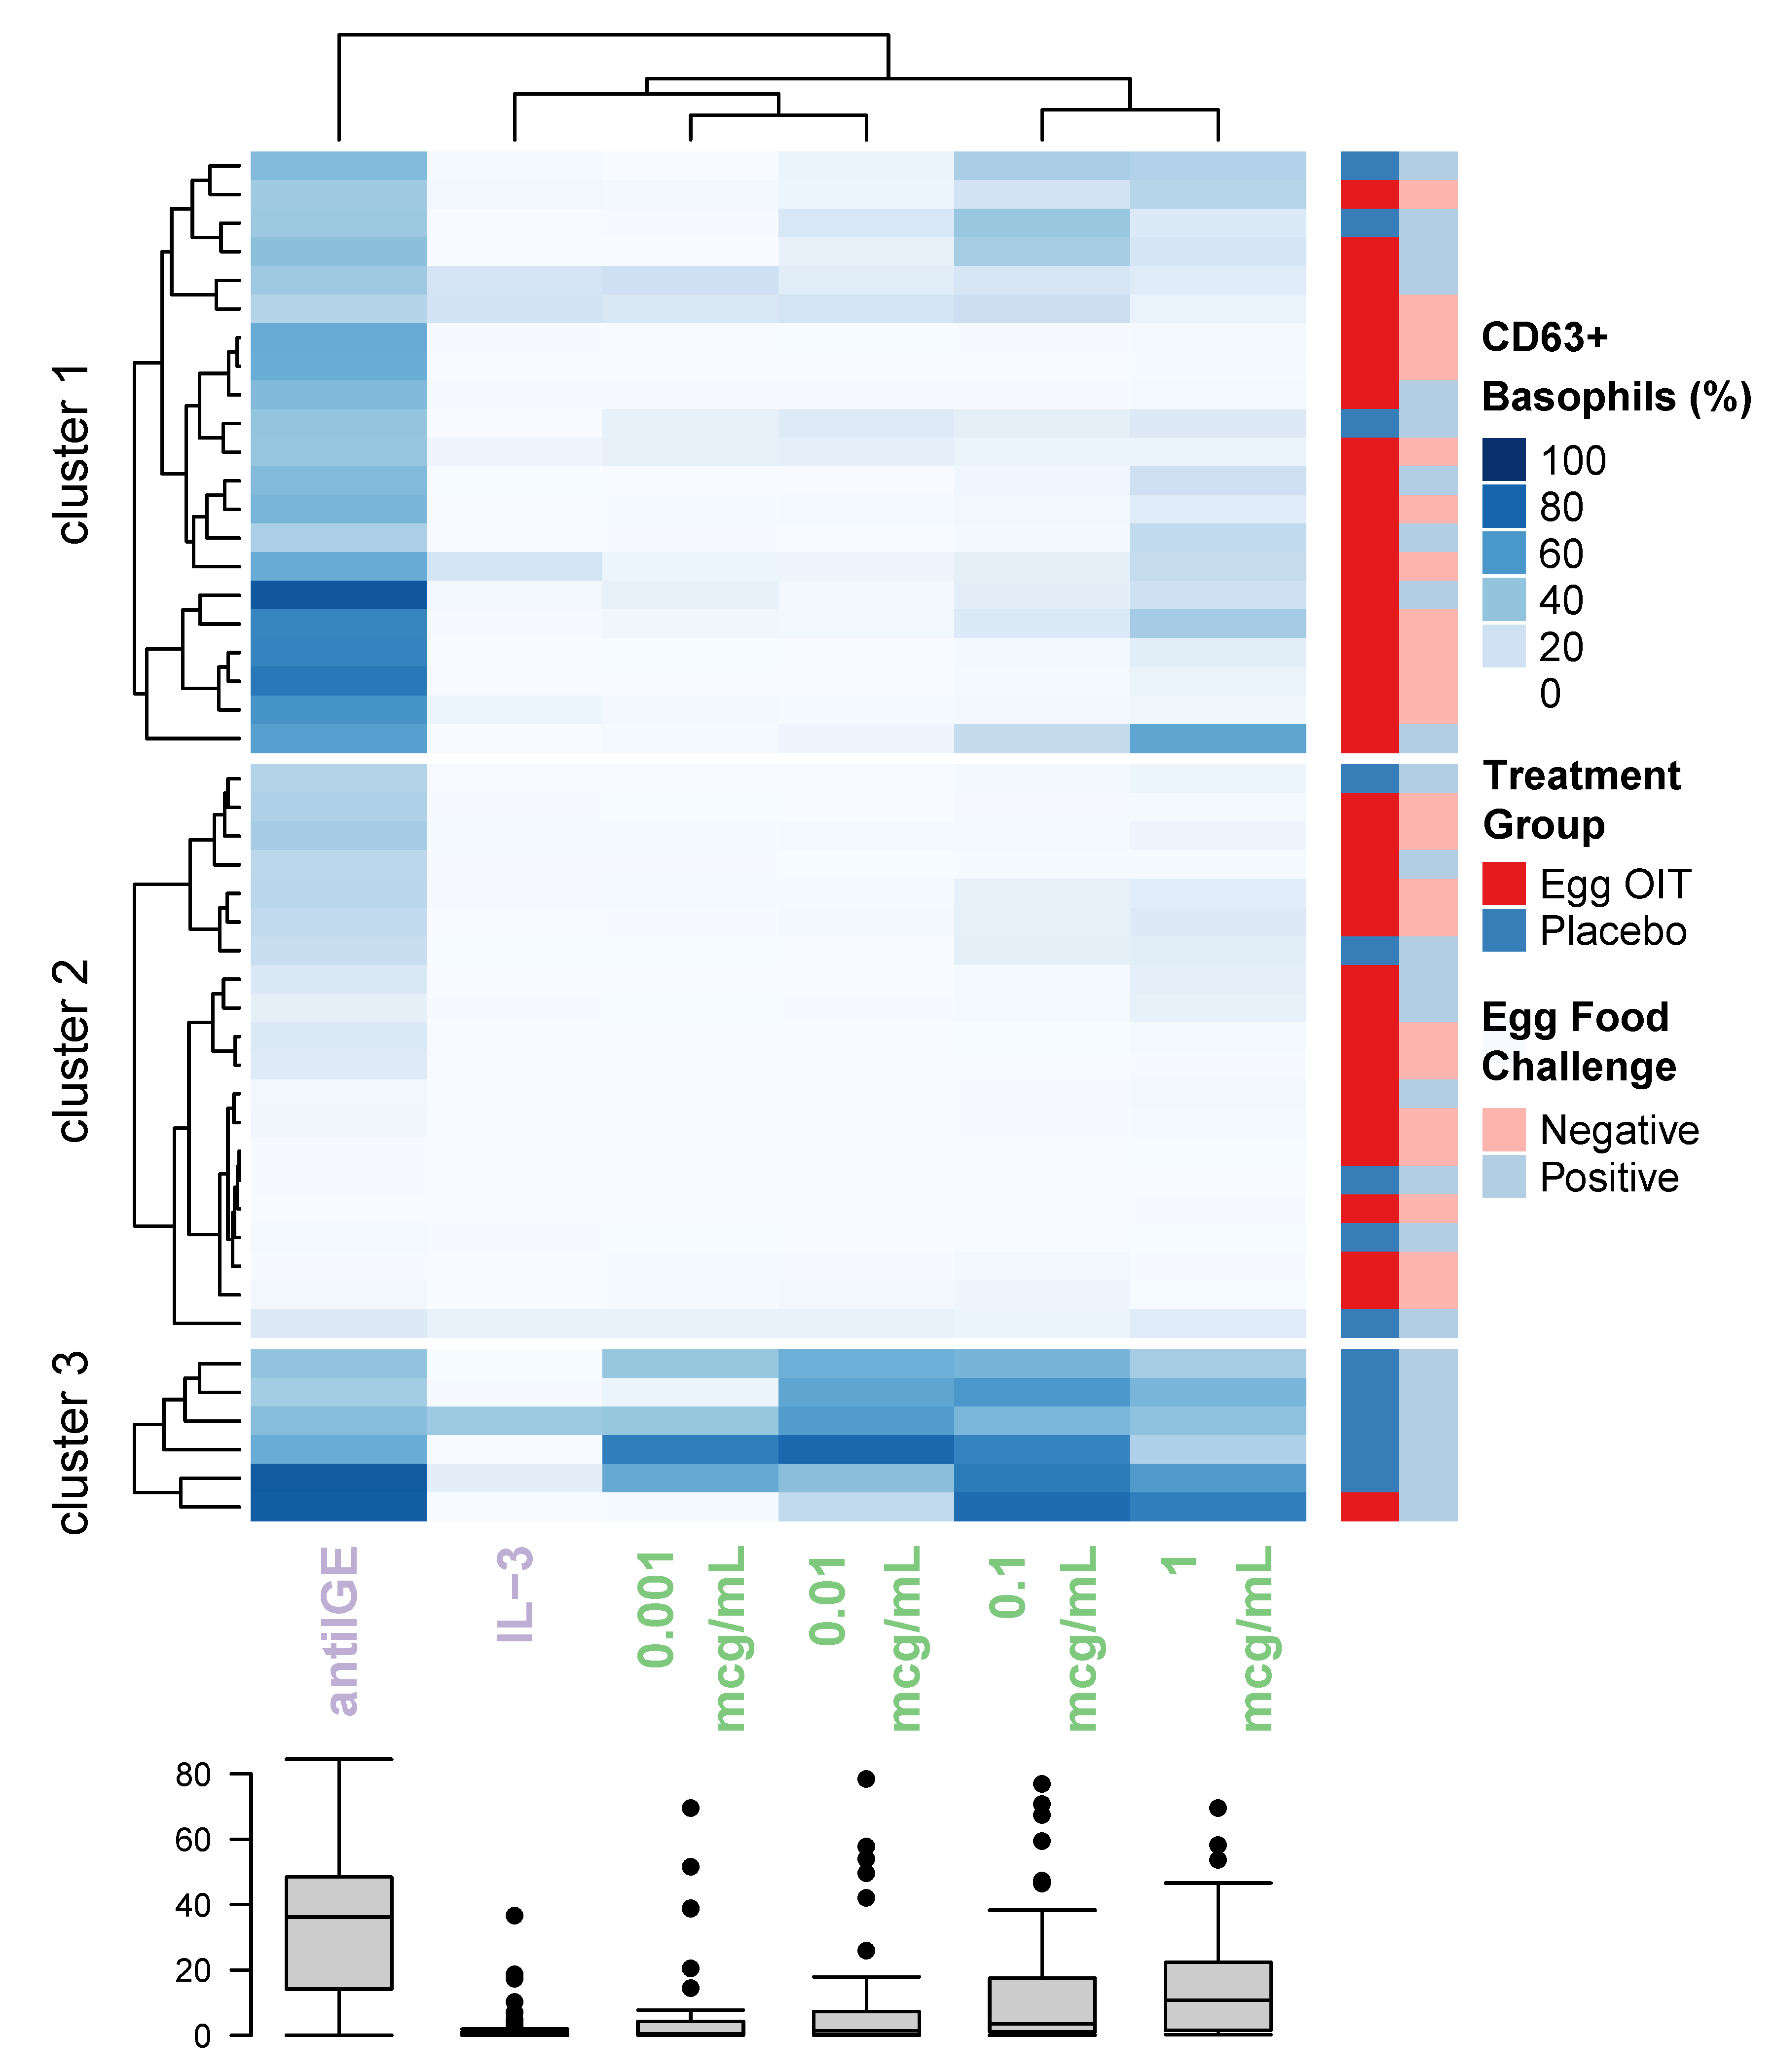 cluster 1
cluster 2
cluster 3
CD63+
Basophils (%)
100
80
60
40
20
0
Treatment
Group
Egg OIT
Placebo
Egg Food
Challenge
Negative
Positive
antiIGE
IL−3
0.001
mcg/mL
0.01
mcg/mL
0.1
mcg/mL
1
mcg/mL
80
60
40
20
0